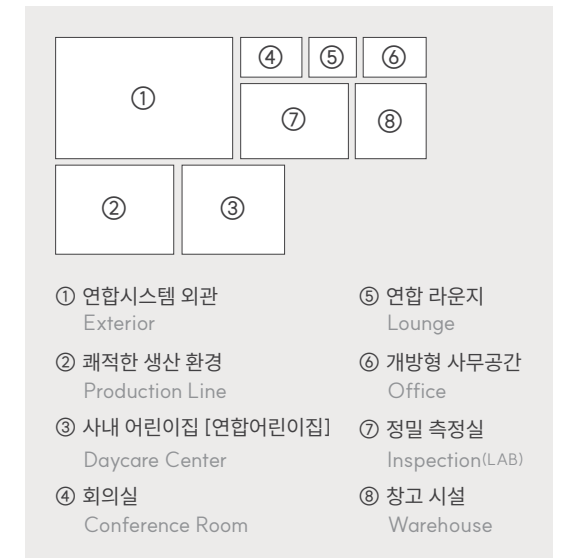 ④ ⑤ ⑥
①
⑦ ⑧
② ③
① 연합시스템 외관
Exterior
② 쾌적한 생산 환경
Production Line
③ 사내 어린이집 [연합어린이집]
Daycare Center
④ 회의실
Conference Room
⑤ 연합 라운지
Lounge
⑥ 개방형 사무공간
Office
⑦ 정밀 측정실
Inspection(LAB)
⑧ 창고 시설
Warehouse